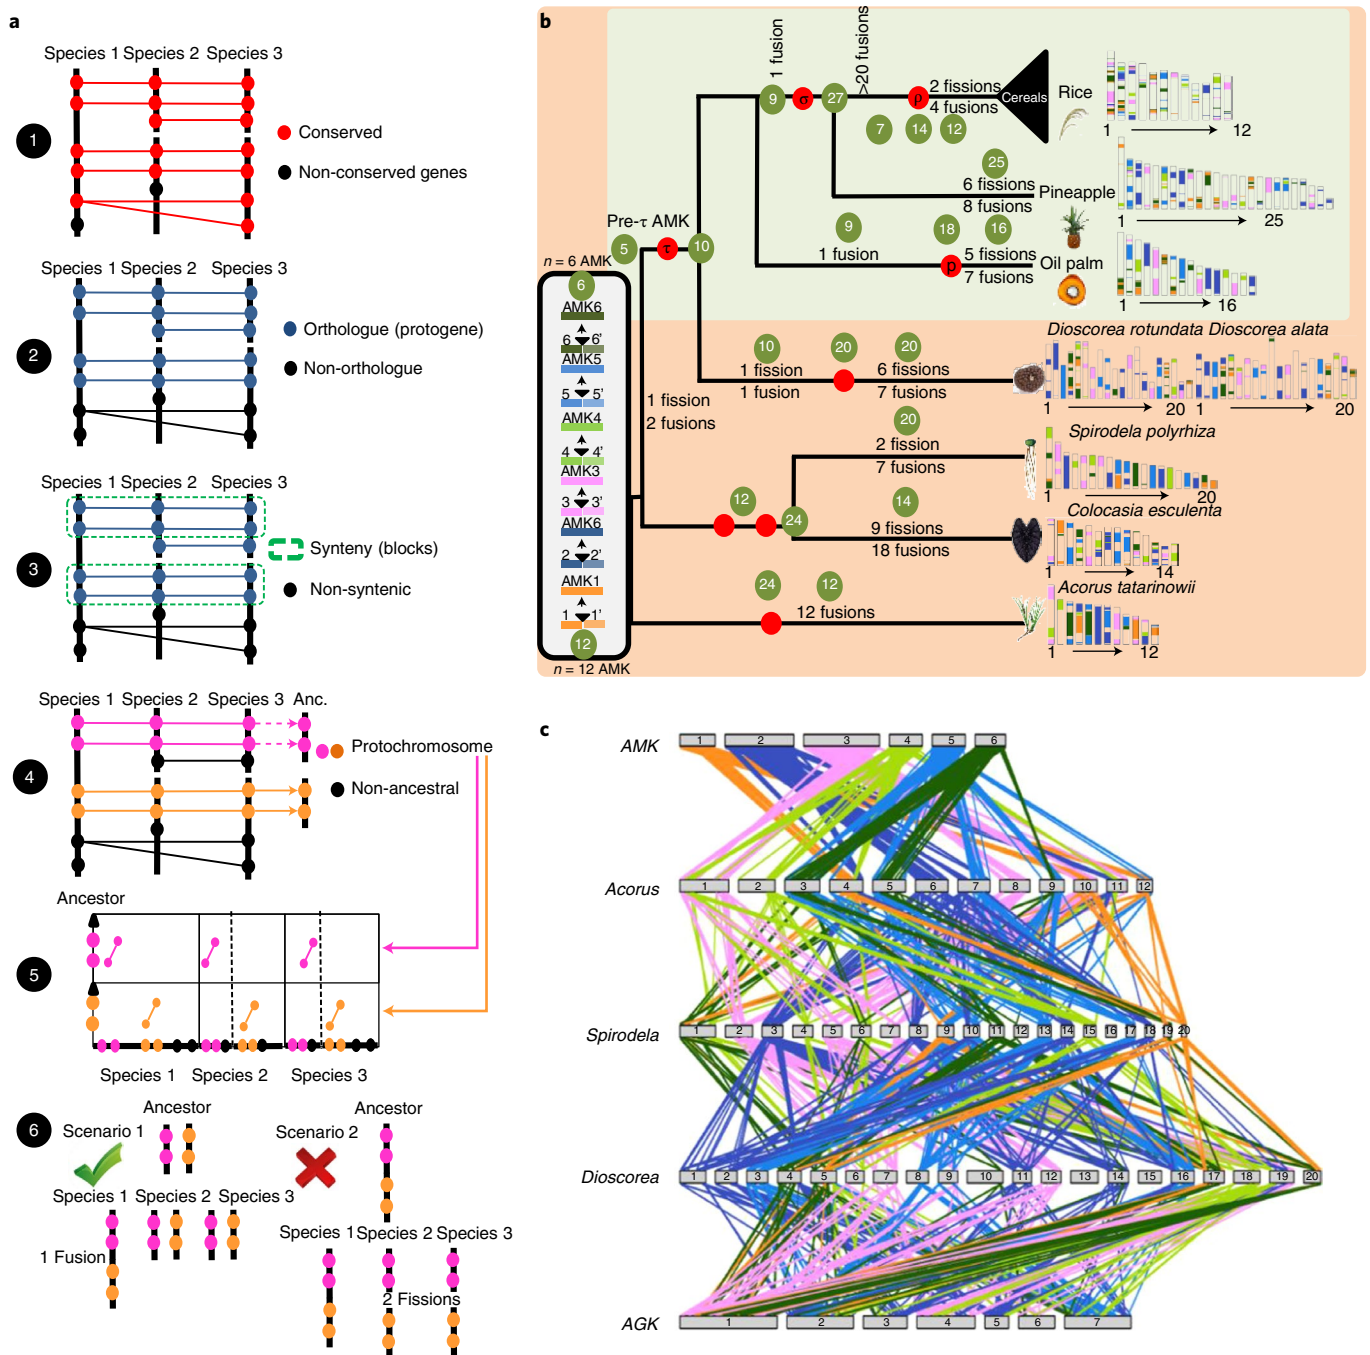 a
Species 1 Species 2 Species 3
1
Conserved
Non-conserved genes
Species 1 Species 2 Species 3
2
Orthologue (protogene)
Non-orthologue
Species 1 Species 2 Species 3
3
Synteny (blocks)
Non-syntenic
Species 1 Species 2 Species 3 Anc.
4
Protochromosome
Non-ancestral
Ancestor
5
Species 1 Species 2 Species 3
6
Scenario 1
Ancestor
Species 1 Species 2 Species 3
1 Fusion
Scenario 2
Ancestor
Species 1 Species 2 Species 3
2 Fissions
b
1 fusion
>20 fusions
9 σ 27 ρ
2 fissions
4 fusions
Cereals
Rice
7 14 12
1 12
25
6 fissions
8 fusions
Pineapple
1 25
Pre-τ AMK
5 τ 10
9
1 fusion
18 16
p
5 fissions
7 fusions
Oil palm
1 16
n = 6 AMK
6
AMK6
6 6'
AMK5
5 5'
AMK4
4 4'
AMK3
3 3'
AMK6
2 2'
AMK1
1 1'
12
n = 12 AMK
1 fission
2 fusions
10
1 fission
1 fusion
20 20
6 fissions
7 fusions
Dioscorea rotundata Dioscorea alata
1 20 1 20
20
2 fission
7 fusions
Spirodela polyrhiza
1 20
12
24
14
9 fissions
18 fusions
Colocasia esculenta
1 14
24 12
12 fusions
Acorus tatarinowii
1 12
c
AMK
1 2 3 4 5 6
Acorus
1 2 3 4 5 6 7 8 9 10 11 12
Spirodela
1 2 3 4 5 6 7 8 9 10 11 12 13 14 15 16 17 18 19 20
Dioscorea
1 2 3 4 5 6 7 8 9 10 11 12 13 14 15 16 17 18 19 20
AGK
1 2 3 4 5 6 7